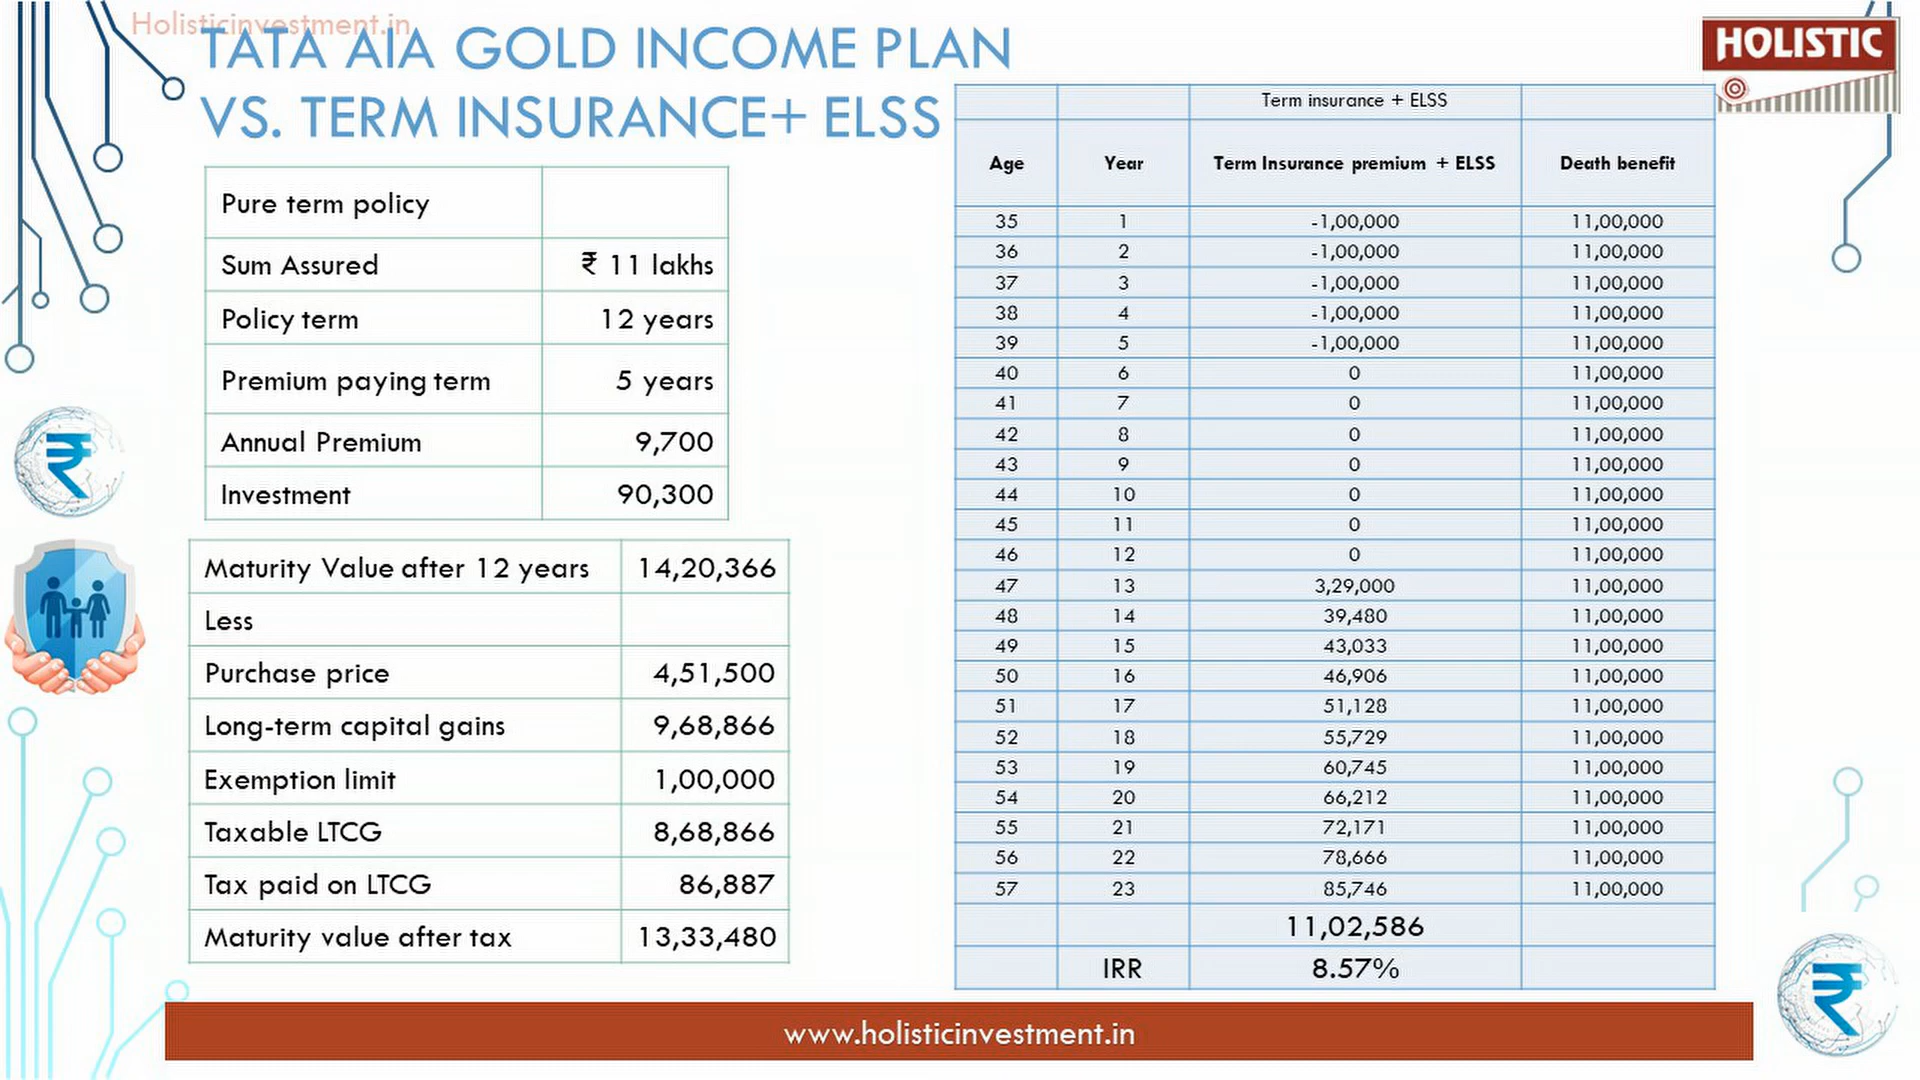 Holisticinvestment.in
TATA AIA GOLD INCOME PLAN
VS. TERM INSURANCE+ ELSS
HOLISTIC
Pure term policy
Sum Assured ₹ 11 lakhs
Policy term 12 years
Premium paying term 5 years
Annual Premium 9,700
Investment 90,300
Maturity Value after 12 years 14,20,366
Less
Purchase price 4,51,500
Long-term capital gains 9,68,866
Exemption limit 1,00,000
Taxable LTCG 8,68,866
Tax paid on LTCG 86,887
Maturity value after tax 13,33,480
Term insurance + ELSS
Age Year Term Insurance premium + ELSS Death benefit
35 1 -1,00,000 11,00,000
36 2 -1,00,000 11,00,000
37 3 -1,00,000 11,00,000
38 4 -1,00,000 11,00,000
39 5 -1,00,000 11,00,000
40 6 0 11,00,000
41 7 0 11,00,000
42 8 0 11,00,000
43 9 0 11,00,000
44 10 0 11,00,000
45 11 0 11,00,000
46 12 0 11,00,000
47 13 3,29,000 11,00,000
48 14 39,480 11,00,000
49 15 43,033 11,00,000
50 16 46,906 11,00,000
51 17 51,128 11,00,000
52 18 55,729 11,00,000
53 19 60,745 11,00,000
54 20 66,212 11,00,000
55 21 72,171 11,00,000
56 22 78,666 11,00,000
57 23 85,746 11,00,000
11,02,586
IRR 8.57%
www.holisticinvestment.in